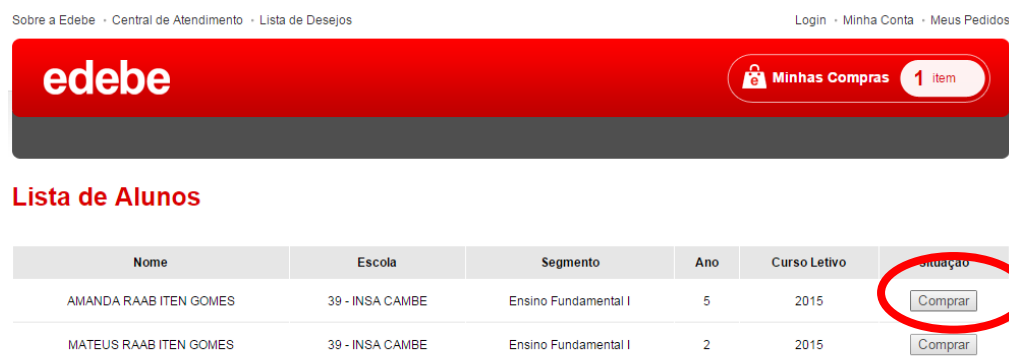 Sobre a Edebe · Central de Atendimento · Lista de Desejos Login · Minha Conta · Meus Pedidos
edebe e Minhas Compras 1 item
Lista de Alunos
Nome Escola Segmento Ano Curso Letivo Situação
AMANDA RAAB ITEN GOMES 39 - INSA CAMBE Ensino Fundamental I 5 2015 Comprar
MATEUS RAAB ITEN GOMES 39 - INSA CAMBE Ensino Fundamental I 2 2015 Comprar